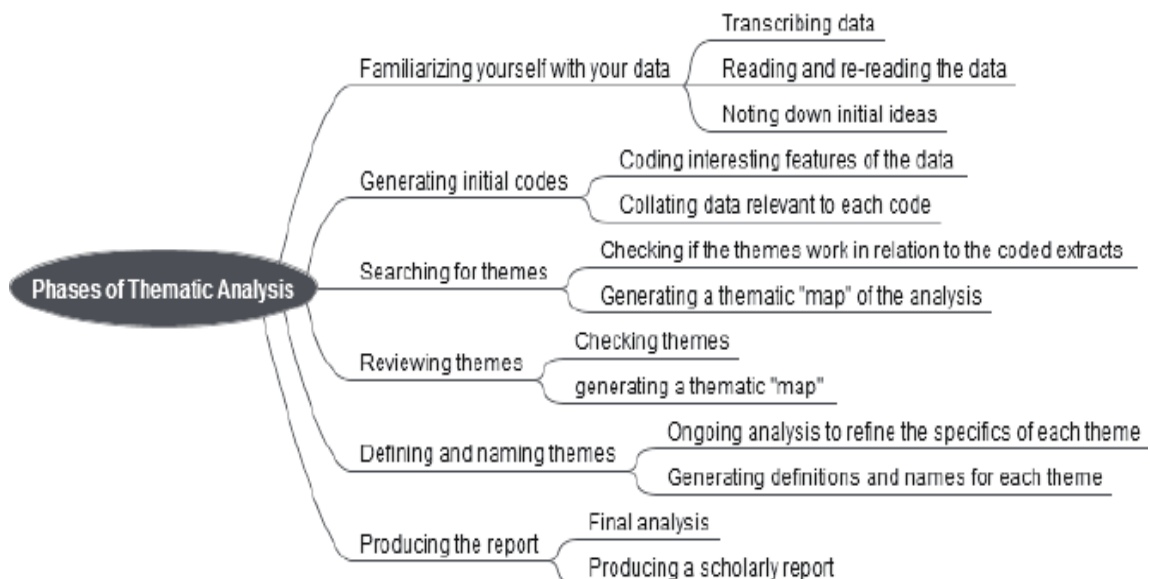 Phases of Thematic Analysis
Familiarizing yourself with your data
Transcribing data
Reading and re-reading the data
Noting down initial ideas
Generating initial codes
Coding interesting features of the data
Collating data relevant to each code
Searching for themes
Checking if the themes work in relation to the coded extracts
Generating a thematic "map" of the analysis
Reviewing themes
Checking themes
generating a thematic "map"
Defining and naming themes
Ongoing analysis to refine the specifics of each theme
Generating definitions and names for each theme
Producing the report
Final analysis
Producing a scholarly report